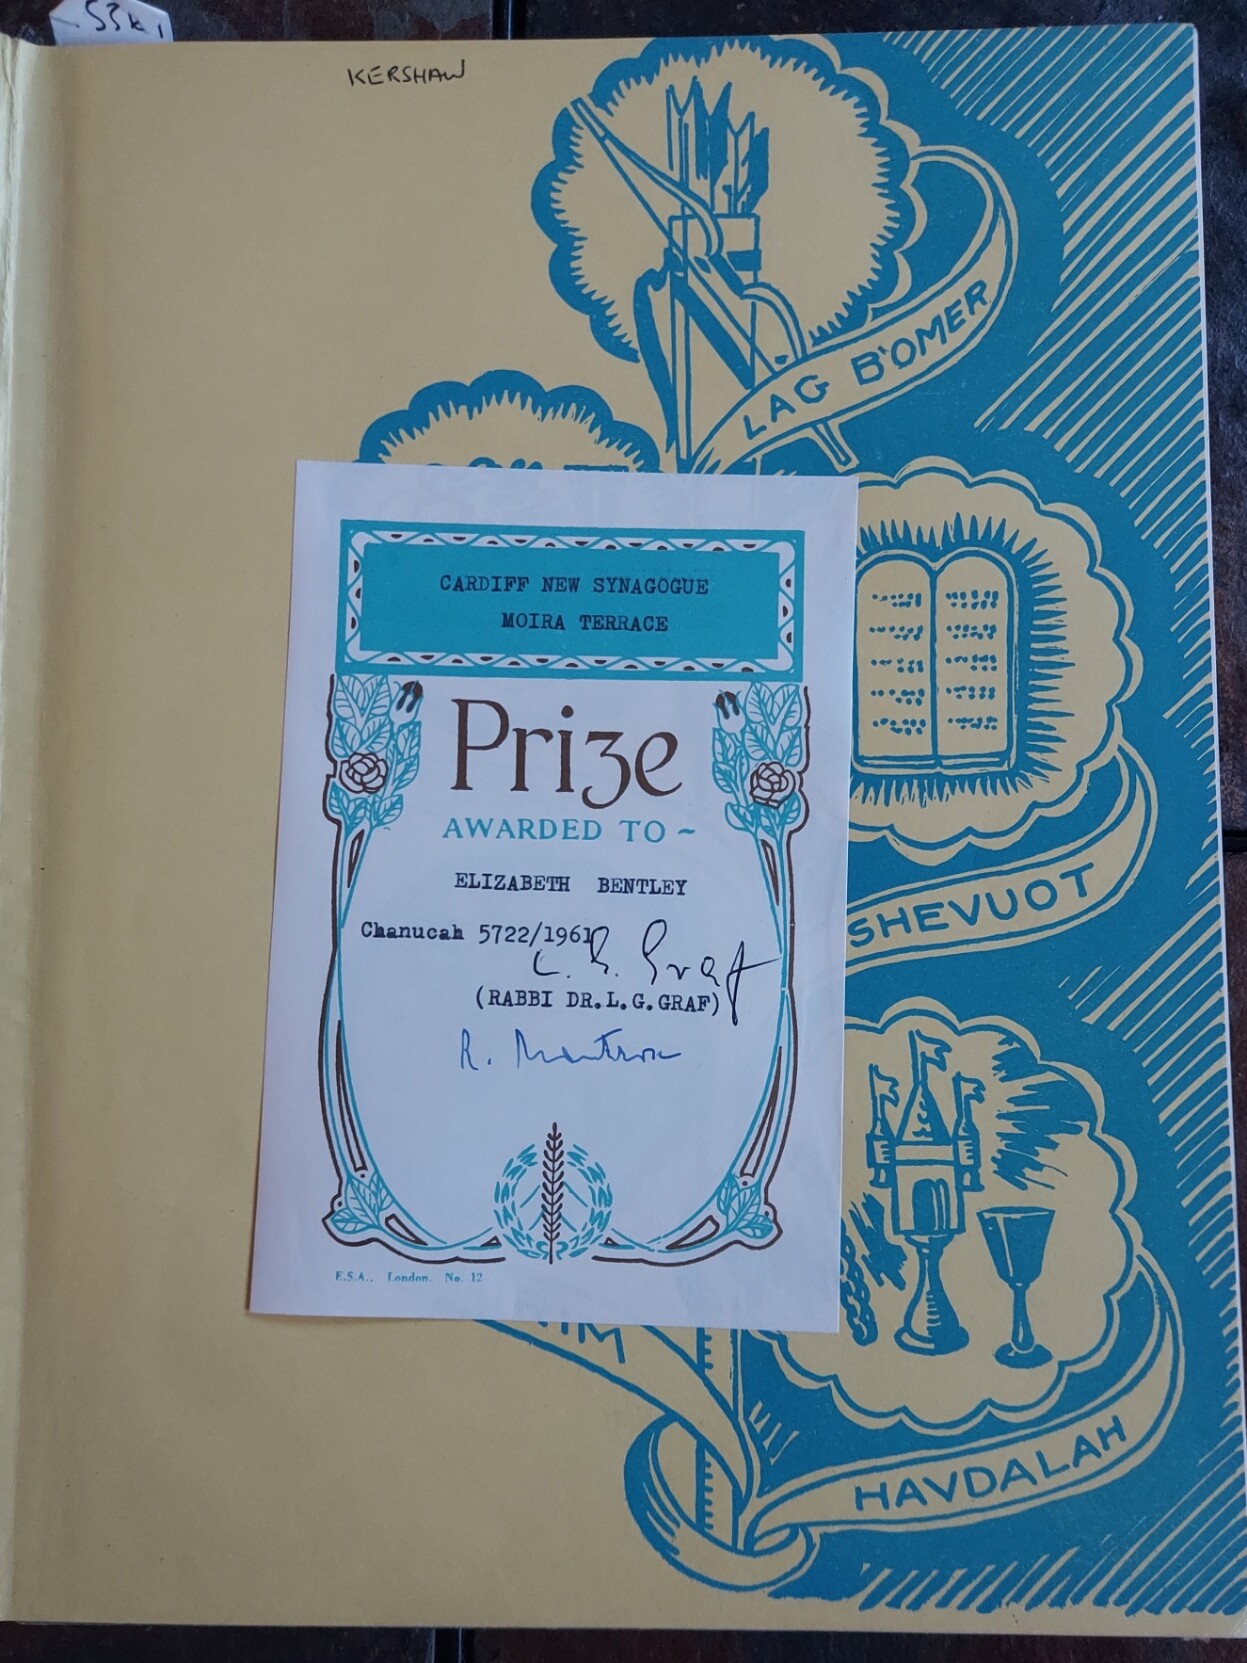 KERSHAW
LAG B'OMER
CARDIFF NEW SYNAGOGUE
MOIRA TERRACE
Prize
AWARDED TO ~
ELIZABETH BENTLEY
Chanucah 5722/1961
L. G. Graf
(RABBI DR.L.G.GRAF)
R.
SHEVUOT
E.S.A., London. No. 12
HAVDALAH